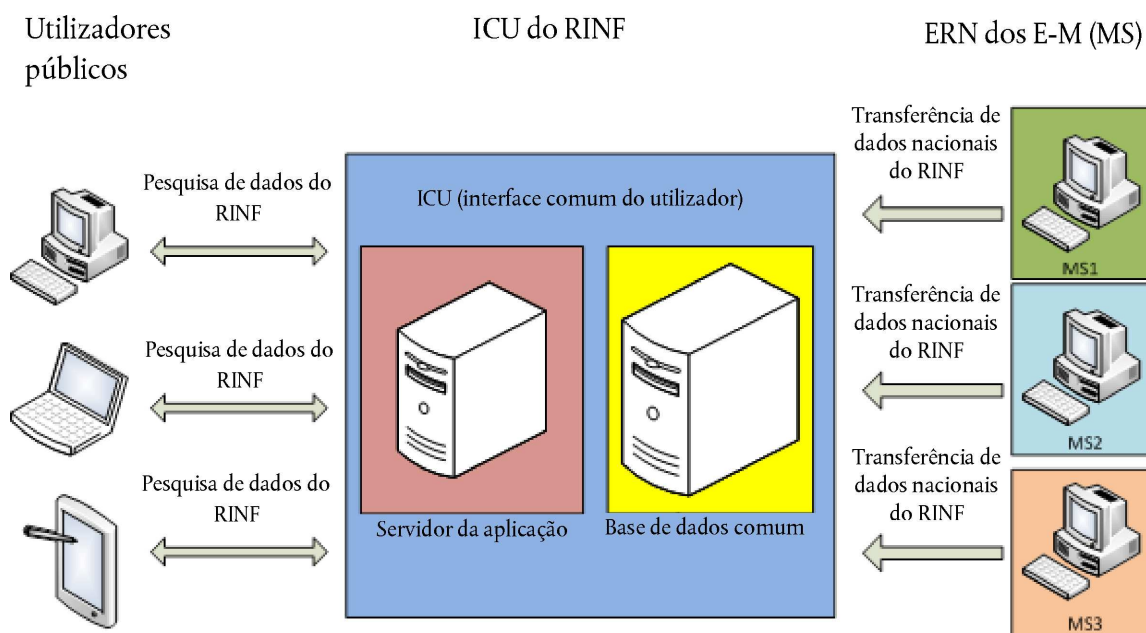 Utilizadores
públicos
ICU do RINF
ERN dos E-M (MS)
Pesquisa de dados do
RINF
Pesquisa de dados do
RINF
Pesquisa de dados do
RINF
ICU (interface comum do utilizador)
Servidor da aplicação
Base de dados comum
Transferência de
dados nacionais
do RINF
MS1
Transferência de
dados nacionais
do RINF
MS2
Transferência de
dados nacionais
do RINF
MS3